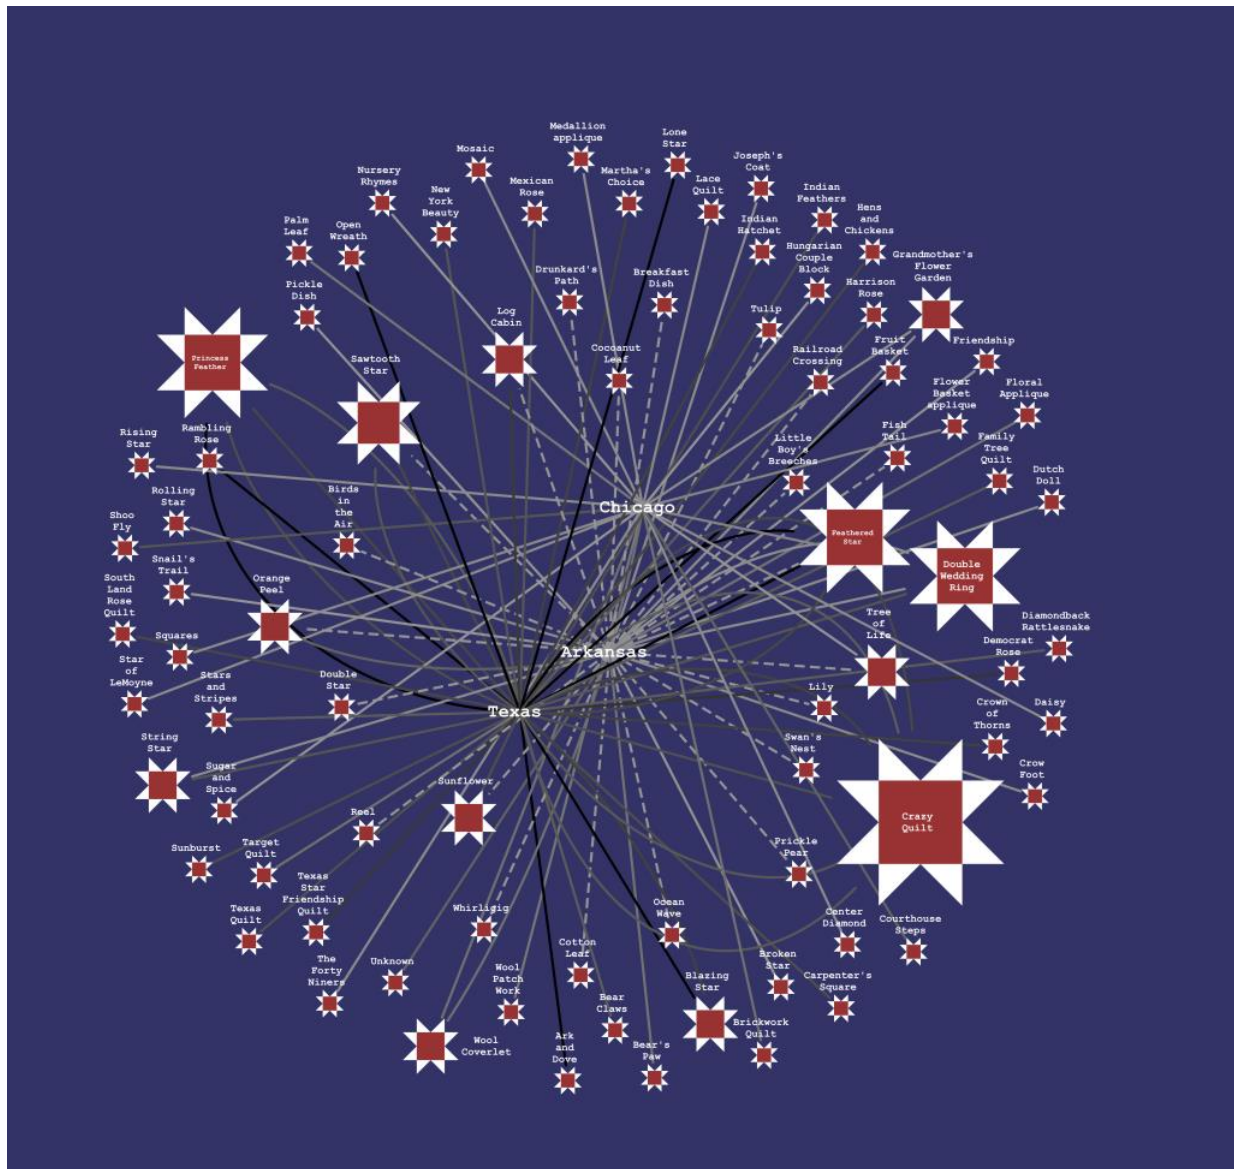 Medallion
applique
Lone
Star
Mosaic
Joseph's
Coat
Nursery
Rhymes
Martha's
Choice
Lace
Quilt
Mexican
Rose
New
York
Beauty
Indian
Feathers
Hens
and
Chickens
Palm
Leaf
Open
Wreath
Indian
Hatchet
Hungarian
Couple
Block
Grandmother's
Flower
Garden
Pickle
Dish
Drunkard's
Path
Breakfast
Dish
Harrison
Rose
Log
Cabin
Tulip
Princess
Feather
Sawtooth
Star
Cocoanut
Leaf
Railroad
Crossing
Fruit
Basket
Friendship
Flower
Basket
applique
Floral
Applique
Rising
Star
Rambling
Rose
Little
Boy's
Breeches
Fish
Tail
Family
Tree
Quilt
Dutch
Doll
Rolling
Star
Birds
in
the
Air
Chicago
Shoo
Fly
Feathered
Star
Double
Wedding
Ring
Snail's
Trail
South
Land
Rose
Quilt
Orange
Peel
Tree
of
Life
Diamondback
Rattlesnake
Squares
Arkansas
Democrat
Rose
Star
of
LeMoyne
Stars
and
Stripes
Double
Star
Lily
Texas
Crown
of
Thorns
Daisy
String
Star
Sugar
and
Spice
Swan's
Nest
Crow
Foot
Sunflower
Crazy
Quilt
Reel
Sunburst
Target
Quilt
Prickle
Pear
Texas
Star
Friendship
Quilt
Texas
Quilt
Whirligig
Ocean
Wave
Center
Diamond
Courthouse
Steps
The
Forty
Niners
Unknown
Cotton
Leaf
Wool
Patch
Work
Blazing
Star
Broken
Star
Carpenter's
Square
Bear
Claws
Brickwork
Quilt
Wool
Coverlet
Ark
and
Dove
Bear's
Paw